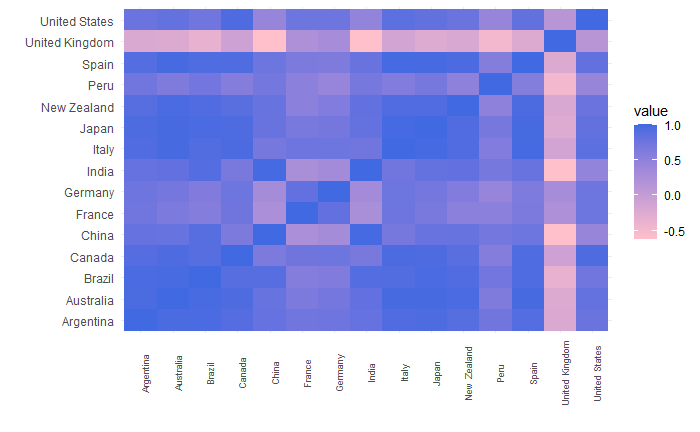 United States
United Kingdom
Spain
Peru
New Zealand
Japan
Italy
India
Germany
France
China
Canada
Brazil
Australia
Argentina
value
1.0
0.5
0.0
-0.5
Argentina
Australia
Brazil
Canada
China
France
Germany
India
Italy
Japan
New Zealand
Peru
Spain
United Kingdom
United States